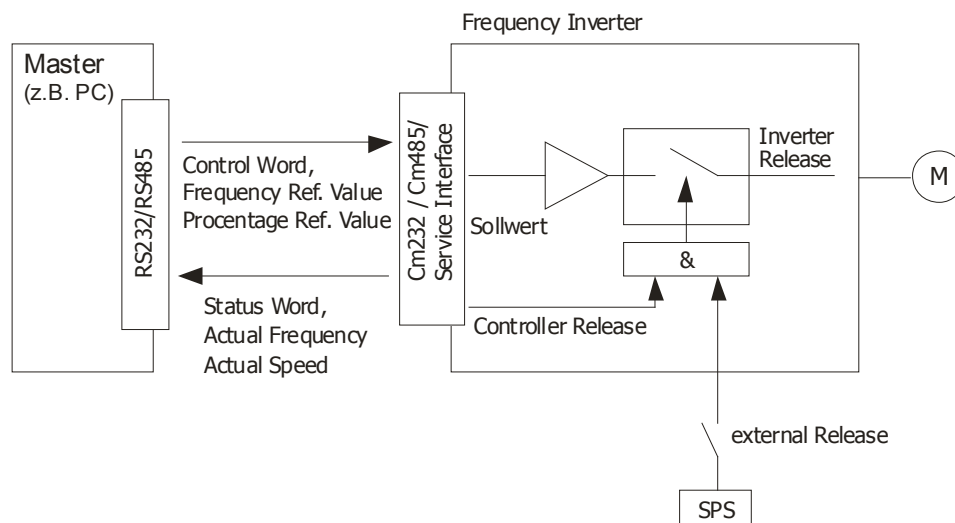 Frequency Inverter
Master
(z.B. PC)
RS232/RS485
Control Word,
Frequency Ref. Value
Procentage Ref. Value
Status Word,
Actual Frequency
Actual Speed
Cm232 / Cm485/
Service Interface
Sollwert
Inverter
Release
M
&
Controller Release
external Release
SPS